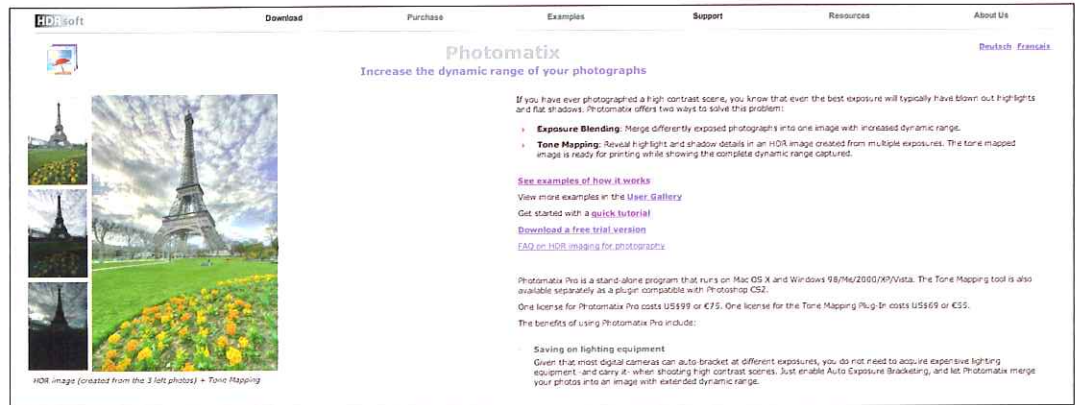 HDRsoft
Download Purchase Examples Support Resources About Us
Photomatix
Deutsch Français
Increase the dynamic range of your photographs
If you have ever photographed a high contrast scene, you know that even the best exposure will typically have blown out highlights
and flat shadows. Photomatix offers two ways to solve this problem:
Exposure Blending: Merge differently exposed photographs into one image with increased dynamic range.
Tone Mapping: Reveal highlight and shadow details in an HDR image created from multiple exposures. The tone mapped
image is ready for printing while showing the complete dynamic range captured.
See examples of how it works
View more examples in the User Gallery
Get started with a quick tutorial
Download a free trial version
FAQ on HDR imaging for photography
Photomatix Pro is a stand-alone program that runs on Mac OS X and Windows 98/Me/2000/XP/Vista. The Tone Mapping tool is also
available separately as a plugin compatible with Photoshop CS2.
One license for Photomatix Pro costs US$99 or €75. One license for the Tone Mapping Plug-In costs US$69 or €55.
The benefits of using Photomatix Pro include:
Saving on lighting equipment
Given that most digital cameras can auto-bracket at different exposures, you do not need to acquire expensive lighting
equipment -and carry it- when shooting high contrast scenes. Just enable Auto Exposure Bracketing, and let Photomatix merge
your photos into an image with extended dynamic range.
HDR image (created from the 3 left photos) + Tone Mapping